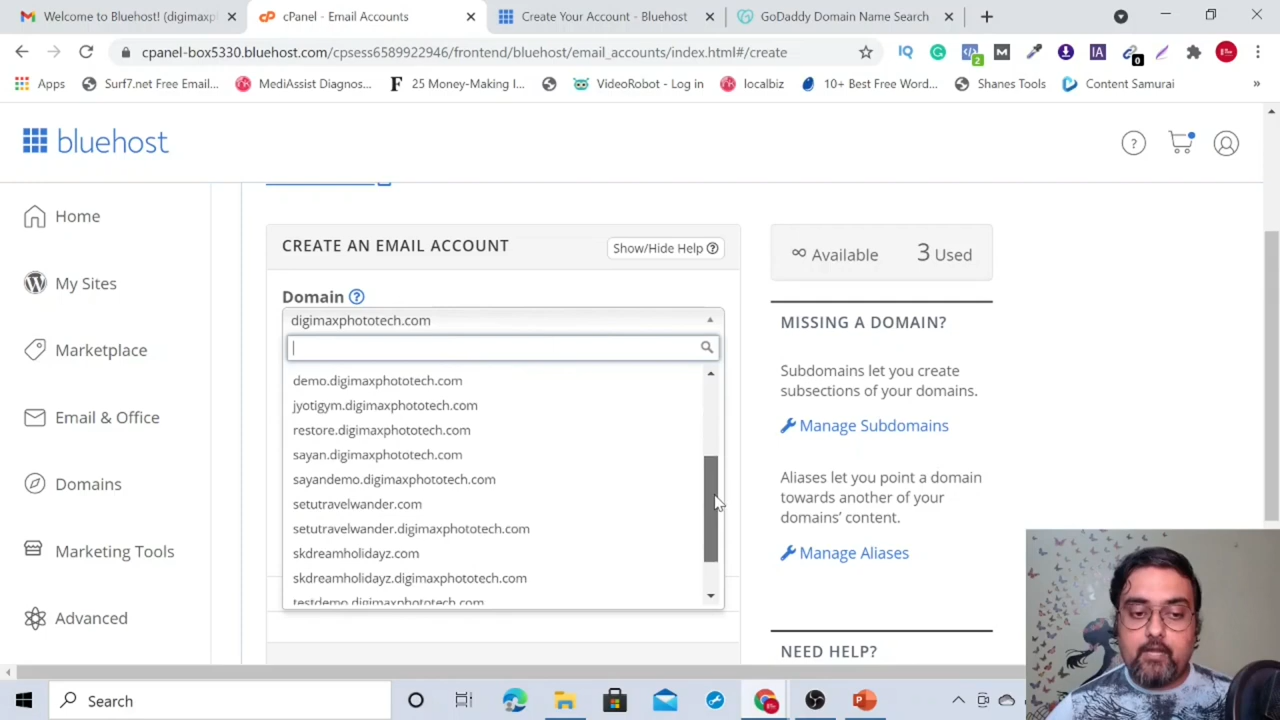 Welcome to Bluehost! (digimaxp
cPanel - Email Accounts
Create Your Account - Bluehost
GoDaddy Domain Name Search
cpanel-box5330.bluehost.com/cpsess6589922946/frontend/bluehost/email_accounts/index.html#/create
Apps
Surf7.net Free Email...
MediAssist Diagnos...
25 Money-Making I...
VideoRobot - Log in
localbiz
10+ Best Free Word...
Shanes Tools
Content Samurai
bluehost
Home
My Sites
Marketplace
Email & Office
Domains
Marketing Tools
Advanced
CREATE AN EMAIL ACCOUNT
Show/Hide Help
Domain
digimaxphototech.com
demo.digimaxphototech.com
jyotigym.digimaxphototech.com
restore.digimaxphototech.com
sayan.digimaxphototech.com
sayandemo.digimaxphototech.com
setutravelwander.com
setutravelwander.digimaxphototech.com
skdreamholidayz.com
skdreamholidayz.digimaxphototech.com
testdemo.digimaxphototech.com
∞ Available
3 Used
MISSING A DOMAIN?
Subdomains let you create
subsections of your domains.
Manage Subdomains
Aliases let you point a domain
towards another of your
domains' content.
Manage Aliases
NEED HELP?
Search